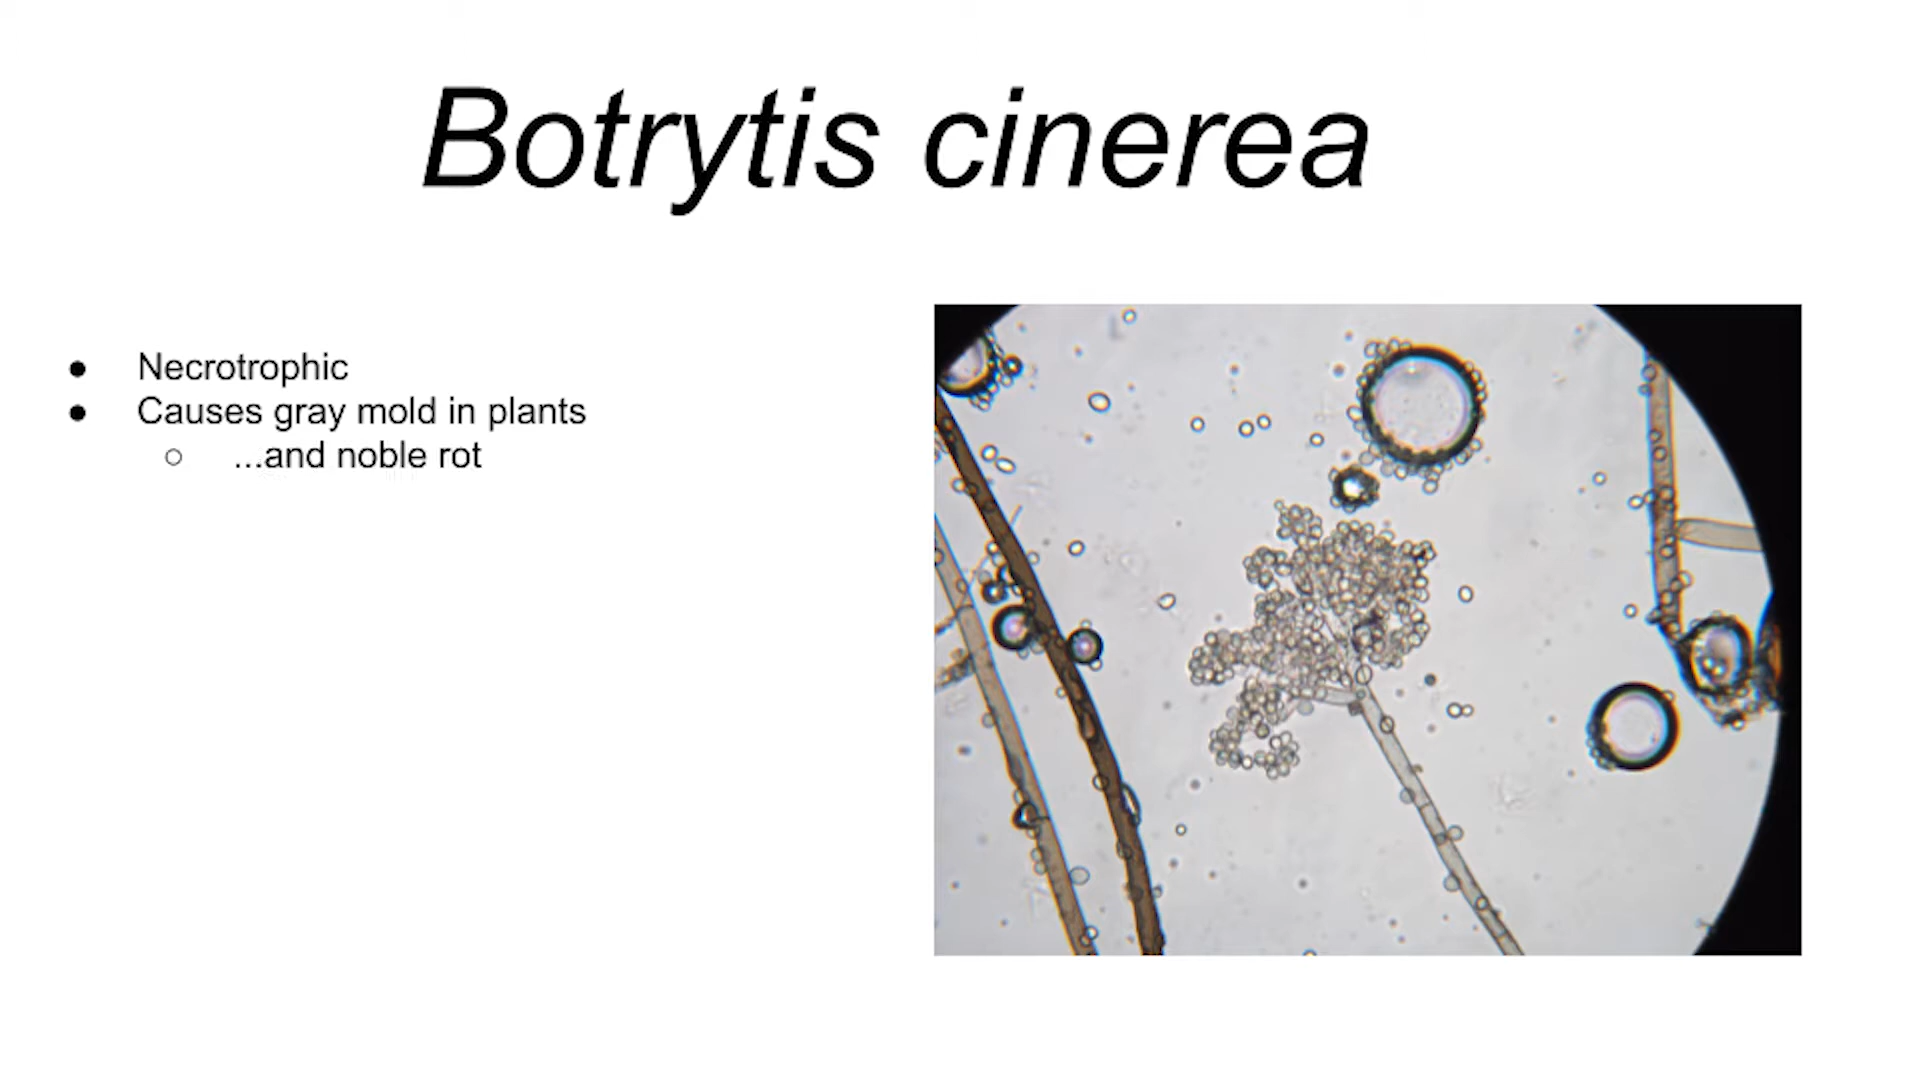 Botrytis cinerea
● Necrotrophic
● Causes gray mold in plants
○ ...and noble rot